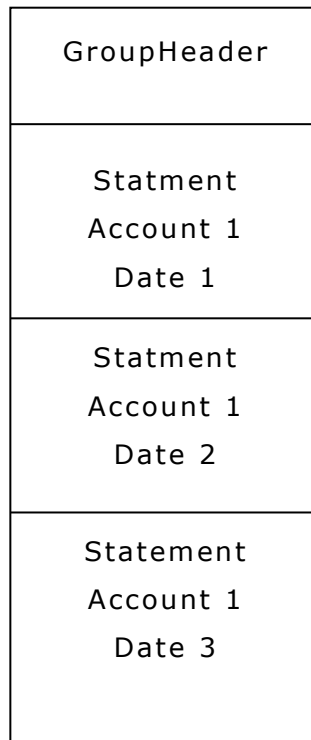 GroupHeader
Statment
Account 1
Date 1
Statment
Account 1
Date 2
Statement
Account 1
Date 3